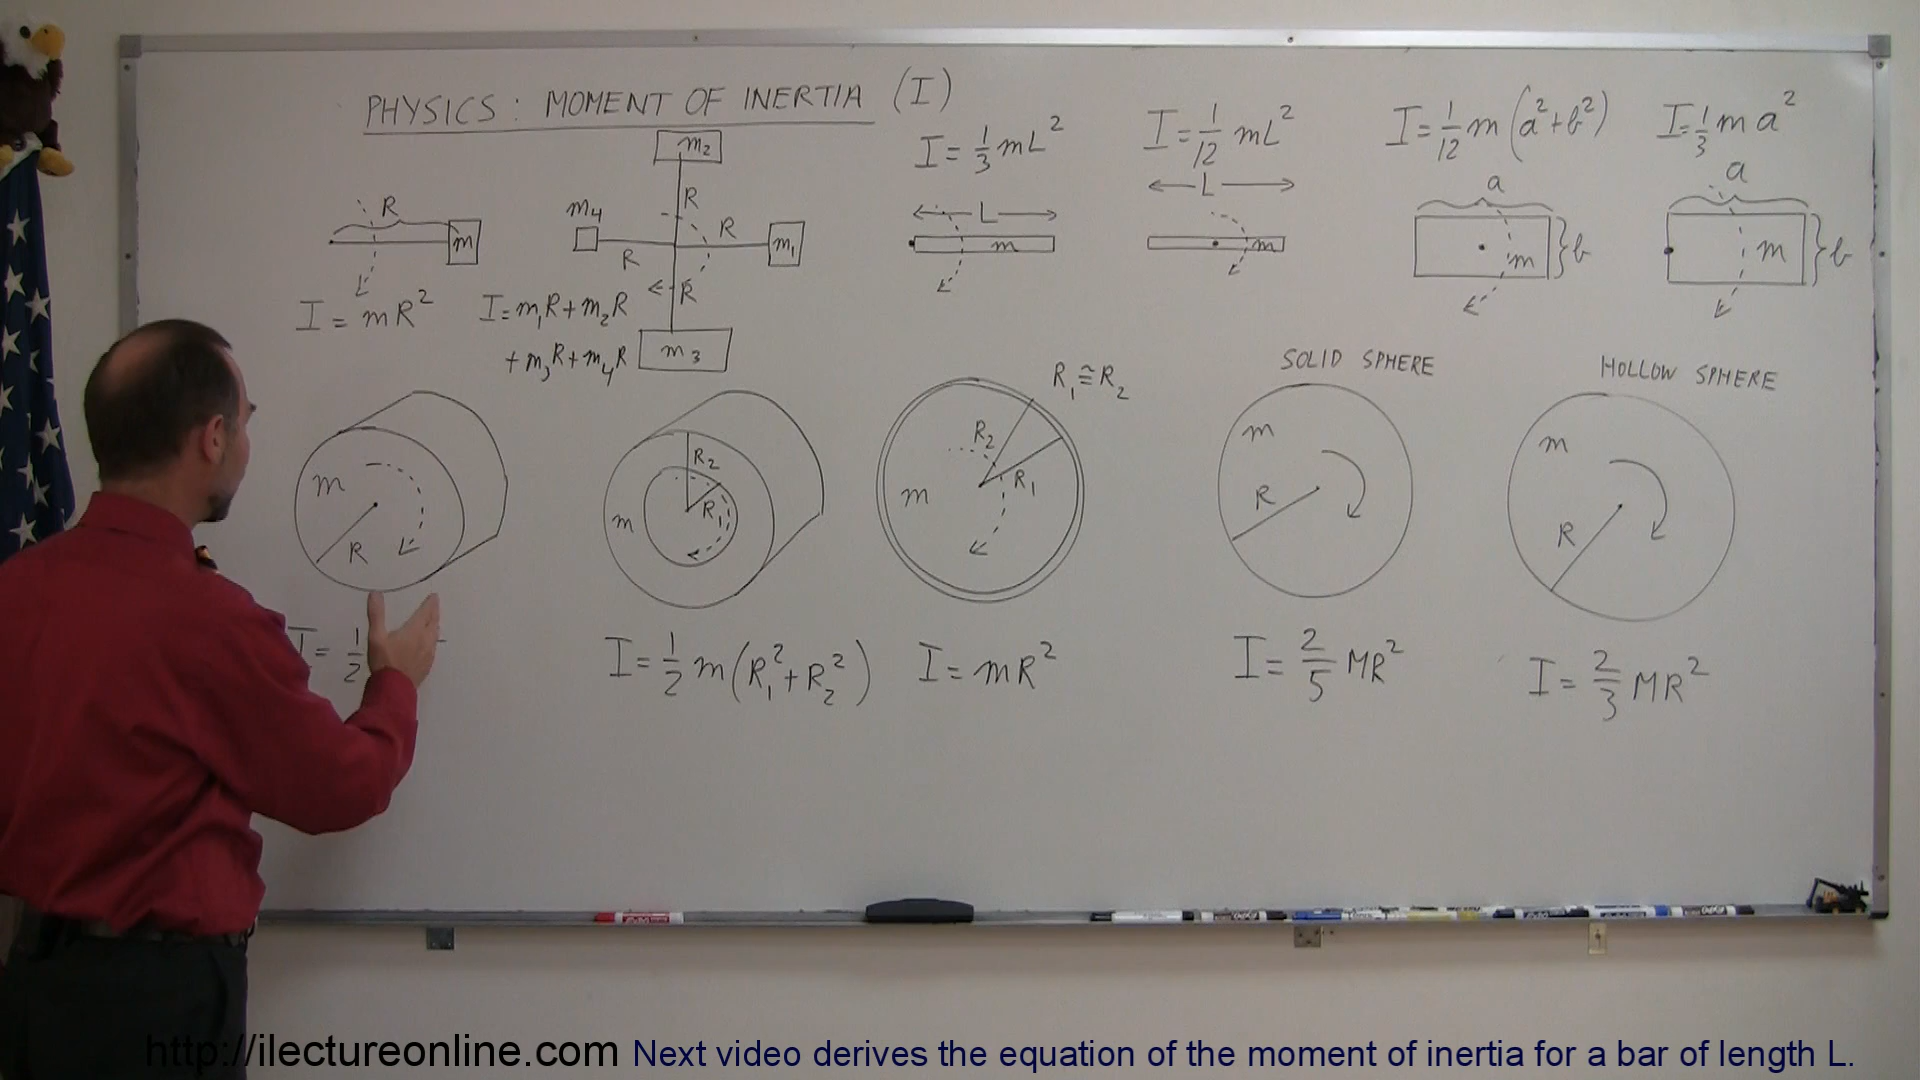 PHYSICS: MOMENT OF INERTIA (I)
I = 1/3 mL²
I = 1/12 mL²
I = 1/12 m(a²+b²)
I = 1/3 ma²
R
m
I = mR²
m₂
m₄
R
R
m₁
R
R
m₃
I = m₁R + m₂R
+ m₃R + m₄R
L
m
L
m
a
m
b
a
m
b
m
R
I = 1/2
R₂
R₁
m
I = 1/2 m(R₁²+R₂²)
R₁ ≅ R₂
R₂
R₁
m
I = mR²
SOLID SPHERE
m
R
I = 2/5 MR²
HOLLOW SPHERE
m
R
I = 2/3 MR²
http://ilectureonline.com Next video derives the equation of the moment of inertia for a bar of length L.